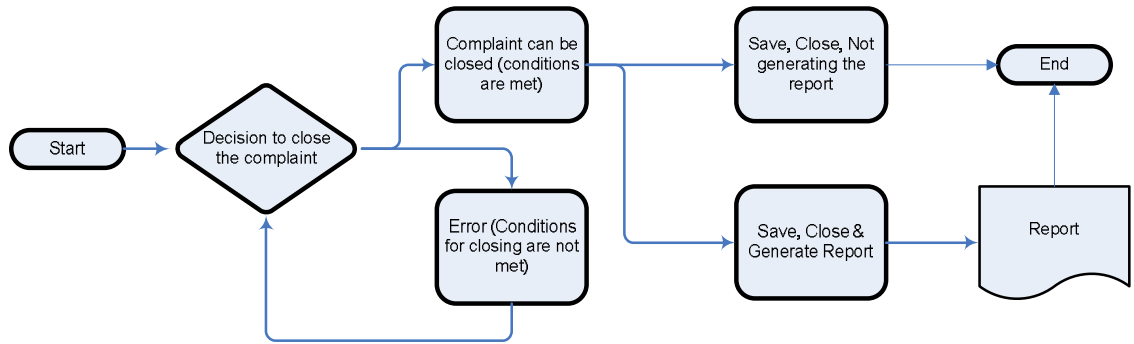 Start
Decision to close
the complaint
Complaint can be
closed (conditions
are met)
Error (Conditions
for closing are not
met)
Save, Close, Not
generating the
report
Save, Close &
Generate Report
End
Report